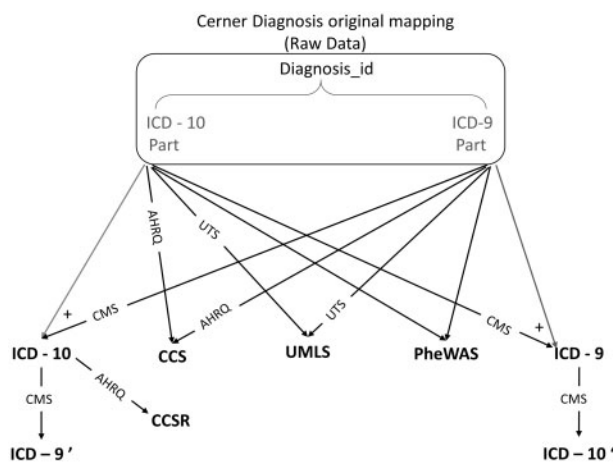 Cerner Diagnosis original mapping
(Raw Data)
Diagnosis_id
ICD - 10 ICD-9
Part Part
AHRQ UTS
+ CMS AHRQ UTS CMS +
ICD - 10 CCS UMLS PheWAS ICD - 9
CMS AHRQ CMS
CCSR
ICD – 9 ' ICD – 10 '